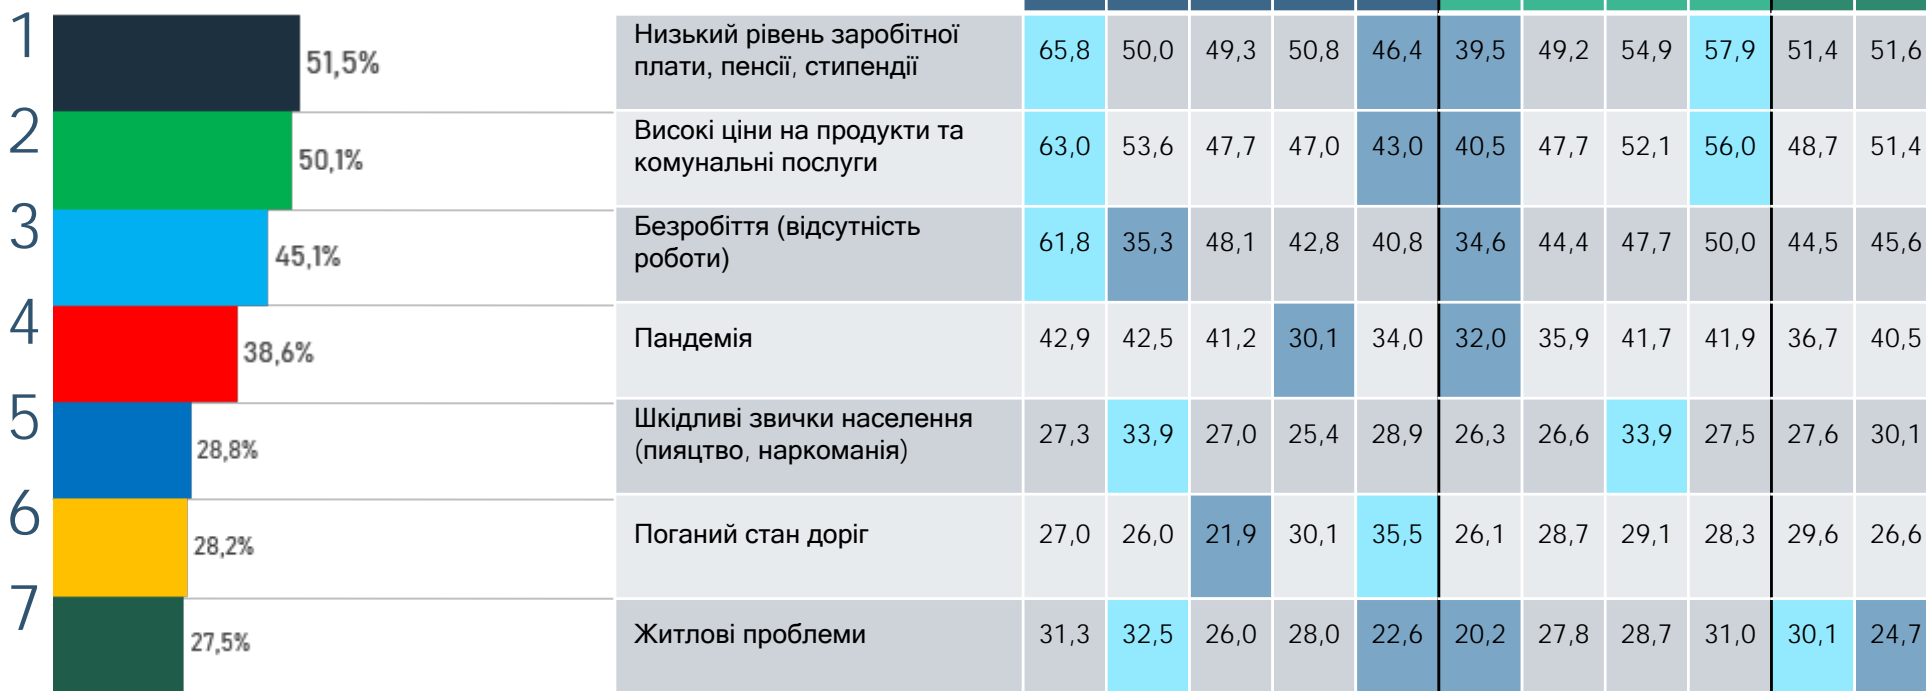 1
51,5%
Низький рівень заробітної
плати, пенсії, стипендії
65,8 50,0 49,3 50,8 46,4 39,5 49,2 54,9 57,9 51,4 51,6
2
50,1%
Високі ціни на продукти та
комунальні послуги
63,0 53,6 47,7 47,0 43,0 40,5 47,7 52,1 56,0 48,7 51,4
3
45,1%
Безробіття (відсутність
роботи)
61,8 35,3 48,1 42,8 40,8 34,6 44,4 47,7 50,0 44,5 45,6
4
38,6%
Пандемія
42,9 42,5 41,2 30,1 34,0 32,0 35,9 41,7 41,9 36,7 40,5
5
28,8%
Шкідливі звички населення
(пияцтво, наркоманія)
27,3 33,9 27,0 25,4 28,9 26,3 26,6 33,9 27,5 27,6 30,1
6
28,2%
Поганий стан доріг
27,0 26,0 21,9 30,1 35,5 26,1 28,7 29,1 28,3 29,6 26,6
7
27,5%
Житлові проблеми
31,3 32,5 26,0 28,0 22,6 20,2 27,8 28,7 31,0 30,1 24,7